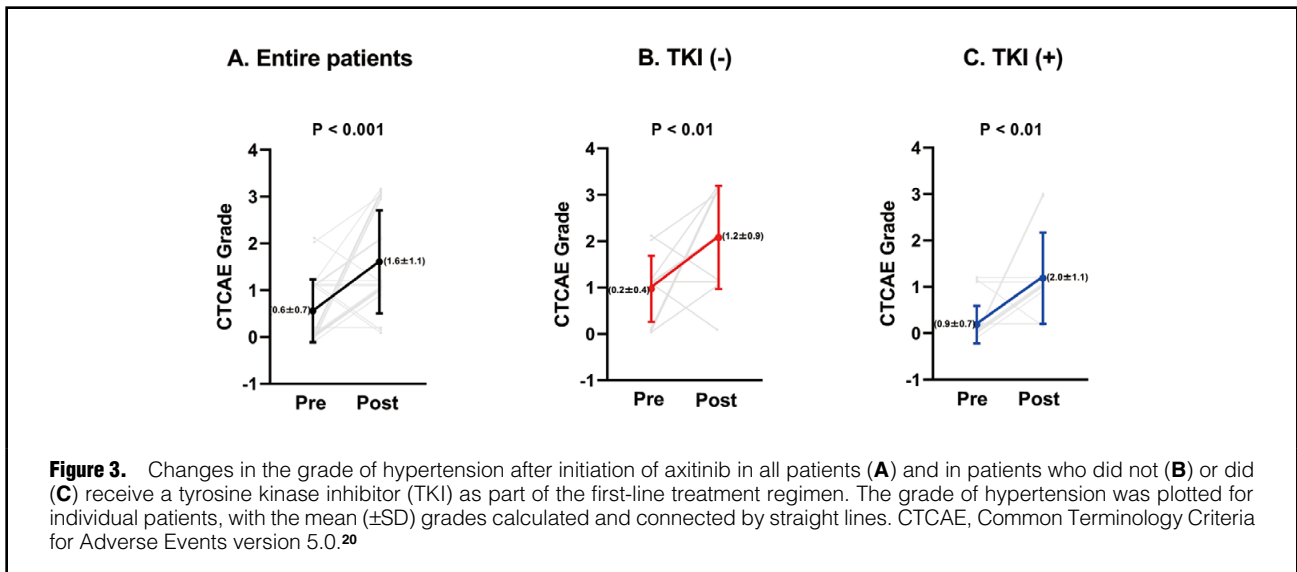 A. Entire patients
P < 0.001
CTCAE Grade
4
3
2
1
0
-1
(0.6±0.7)
(1.6±1.1)
Pre Post
B. TKI (-)
P < 0.01
CTCAE Grade
4
3
2
1
0
-1
(0.2±0.4)
(1.2±0.9)
Pre Post
C. TKI (+)
P < 0.01
CTCAE Grade
4
3
2
1
0
-1
(0.9±0.7)
(2.0±1.1)
Pre Post
Figure 3. Changes in the grade of hypertension after initiation of axitinib in all patients (A) and in patients who did not (B) or did
(C) receive a tyrosine kinase inhibitor (TKI) as part of the first-line treatment regimen. The grade of hypertension was plotted for
individual patients, with the mean (±SD) grades calculated and connected by straight lines. CTCAE, Common Terminology Criteria
for Adverse Events version 5.0.20